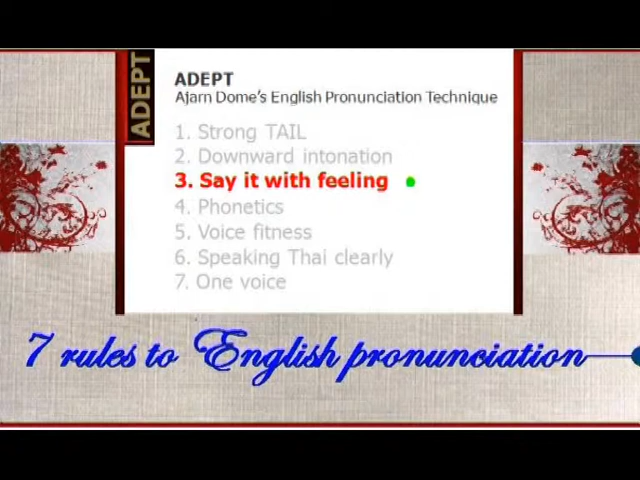 ADEPT
ADEPT
Ajarn Dome's English Pronunciation Technique
1. Strong TAIL
2. Downward intonation
3. Say it with feeling
4. Phonetics
5. Voice fitness
6. Speaking Thai clearly
7. One voice
7 rules to English pronunciation